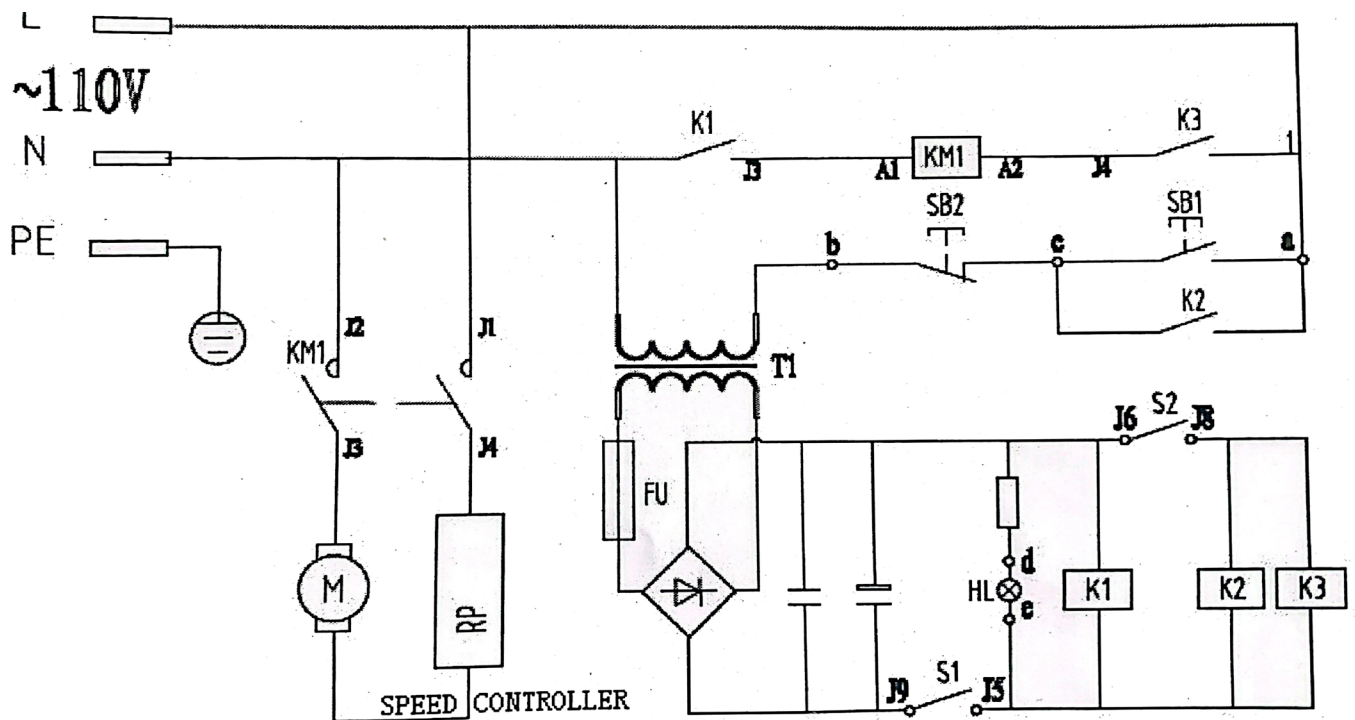 L
~110V
N
PE
K1
J3
A1
KM1
A2
J4
K3
1
SB2
SB1
b
c
a
K2
J2
J1
KM1
T1
J3
J4
FU
M
RP
SPEED CONTROLLER
J6
S2
J8
d
HL
e
K1
K2
K3
J9
S1
J5